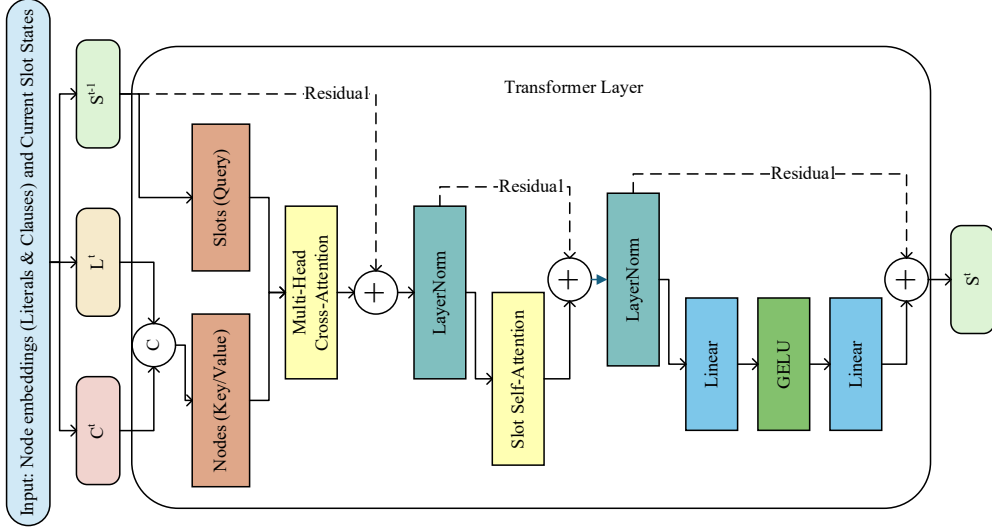 Input: Node embeddings (Literals & Clauses) and Current Slot States
S^{t-1}
L^t
C^t
C
Transformer Layer
Residual
Slots (Query)
Nodes (Key/Value)
Multi-Head
Cross-Attention
+
LayerNorm
Residual
Slot Self-Attention
+
LayerNorm
Residual
Linear
GELU
Linear
+
S^t